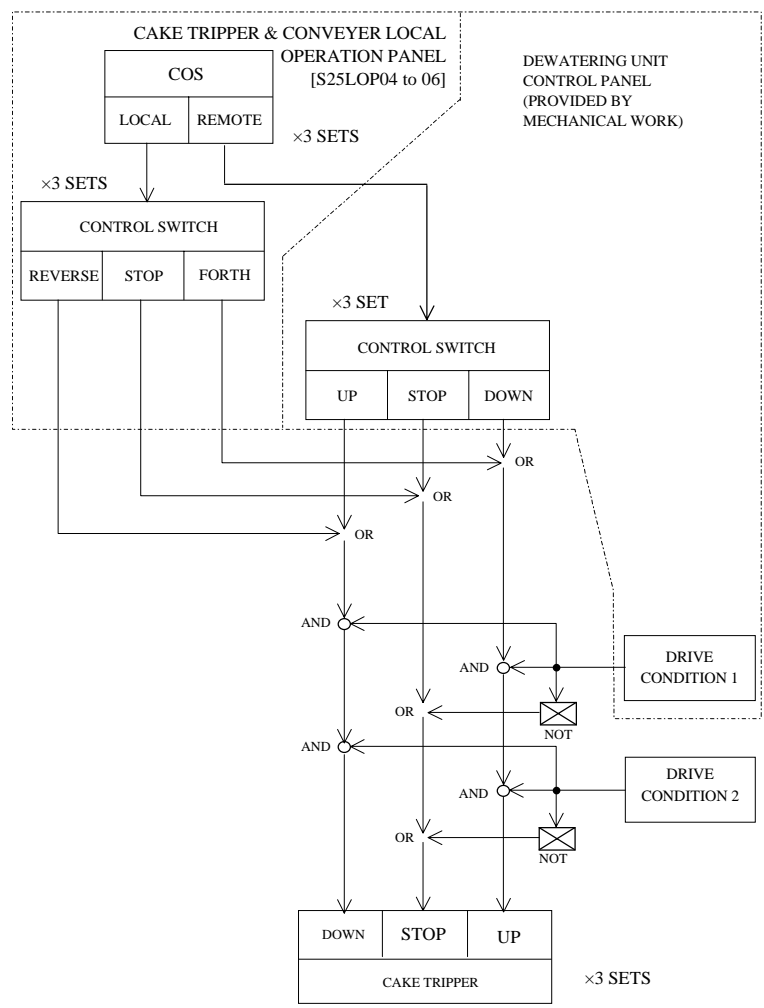 CAKE TRIPPER & CONVEYER LOCAL
OPERATION PANEL
[S25LOP04 to 06]
DEWATERING UNIT
CONTROL PANEL
(PROVIDED BY
MECHANICAL WORK)
COS
LOCAL
REMOTE
×3 SETS
×3 SETS
CONTROL SWITCH
REVERSE
STOP
FORTH
×3 SET
CONTROL SWITCH
UP
STOP
DOWN
OR
OR
OR
AND
AND
DRIVE
CONDITION 1
OR
NOT
AND
AND
DRIVE
CONDITION 2
OR
NOT
DOWN
STOP
UP
CAKE TRIPPER
×3 SETS